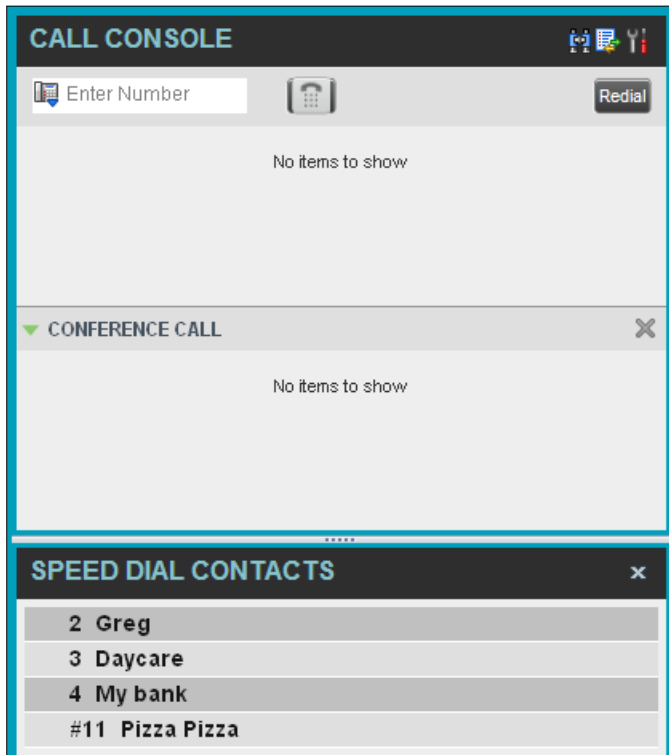 CALL CONSOLE
Enter Number
Redial
No items to show
CONFERENCE CALL
No items to show
SPEED DIAL CONTACTS
2 Greg
3 Daycare
4 My bank
#11 Pizza Pizza